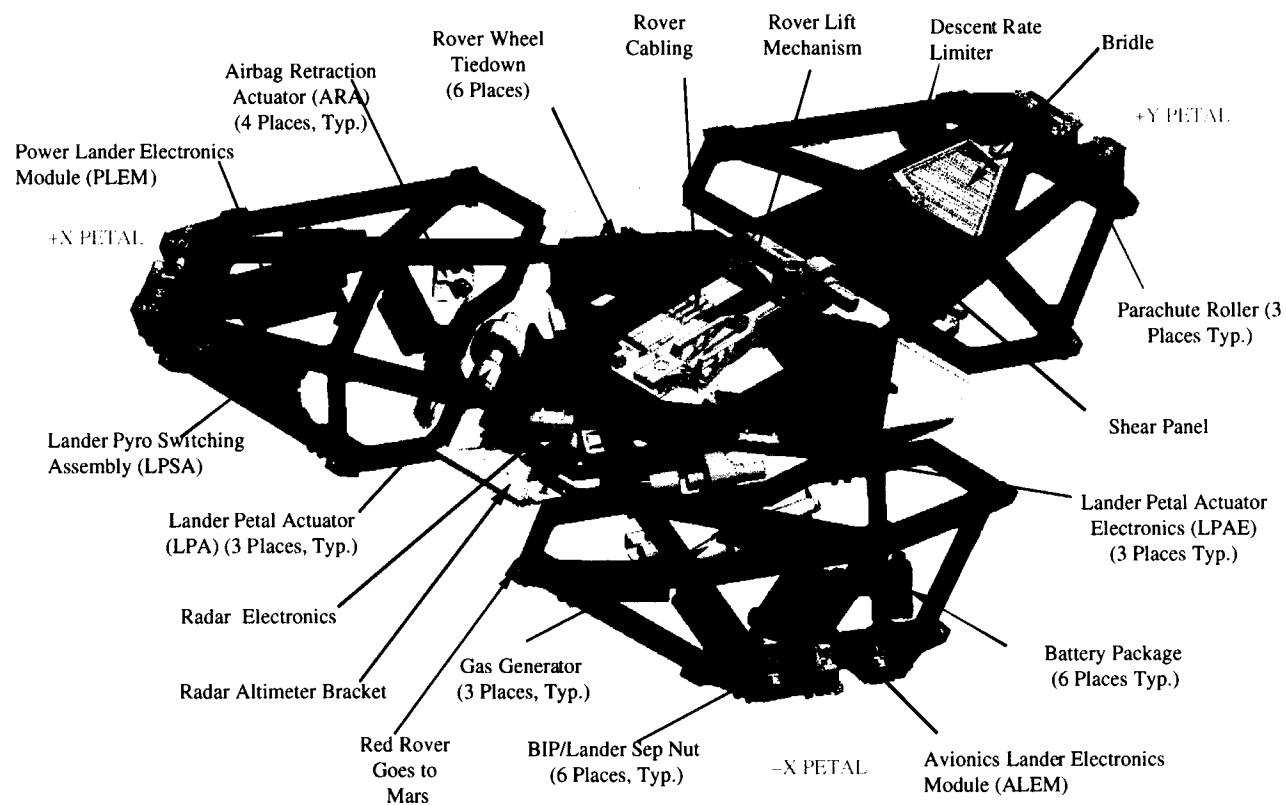 Rover Wheel
Tiedown
(6 Places)
Rover
Cabling
Rover Lift
Mechanism
Descent Rate
Limiter
Bridle
Airbag Retraction
Actuator (ARA)
(4 Places, Typ.)
+Y PETAL
Power Lander Electronics
Module (PLEM)
+X PETAL
Parachute Roller (3
Places Typ.)
Shear Panel
Lander Pyro Switching
Assembly (LPSA)
Lander Petal Actuator
(LPA) (3 Places, Typ.)
Lander Petal Actuator
Electronics (LPAE)
(3 Places Typ.)
Radar Electronics
Radar Altimeter Bracket
Gas Generator
(3 Places, Typ.)
Battery Package
(6 Places Typ.)
Red Rover
Goes to
Mars
BIP/Lander Sep Nut
(6 Places, Typ.)
–X PETAL
Avionics Lander Electronics
Module (ALEM)